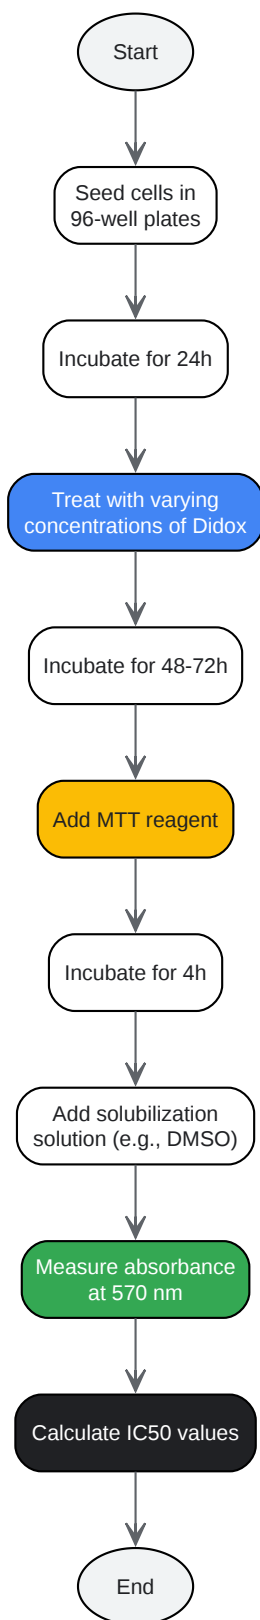 Start
Seed cells in
96-well plates
Incubate for 24h
Treat with varying
concentrations of Didox
Incubate for 48-72h
Add MTT reagent
Incubate for 4h
Add solubilization
solution (e.g., DMSO)
Measure absorbance
at 570 nm
Calculate IC50 values
End